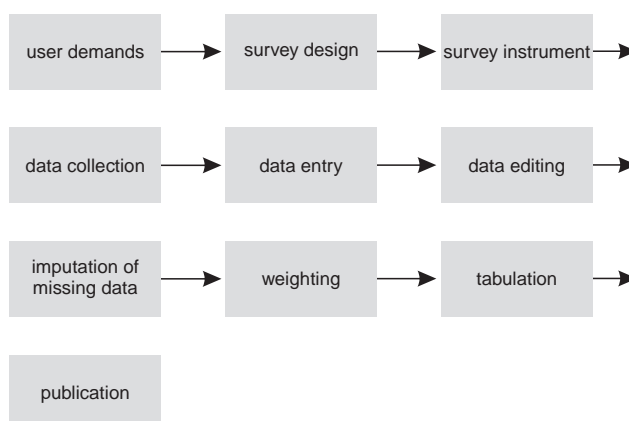 user demands
survey design
survey instrument
data collection
data entry
data editing
imputation of
missing data
weighting
tabulation
publication